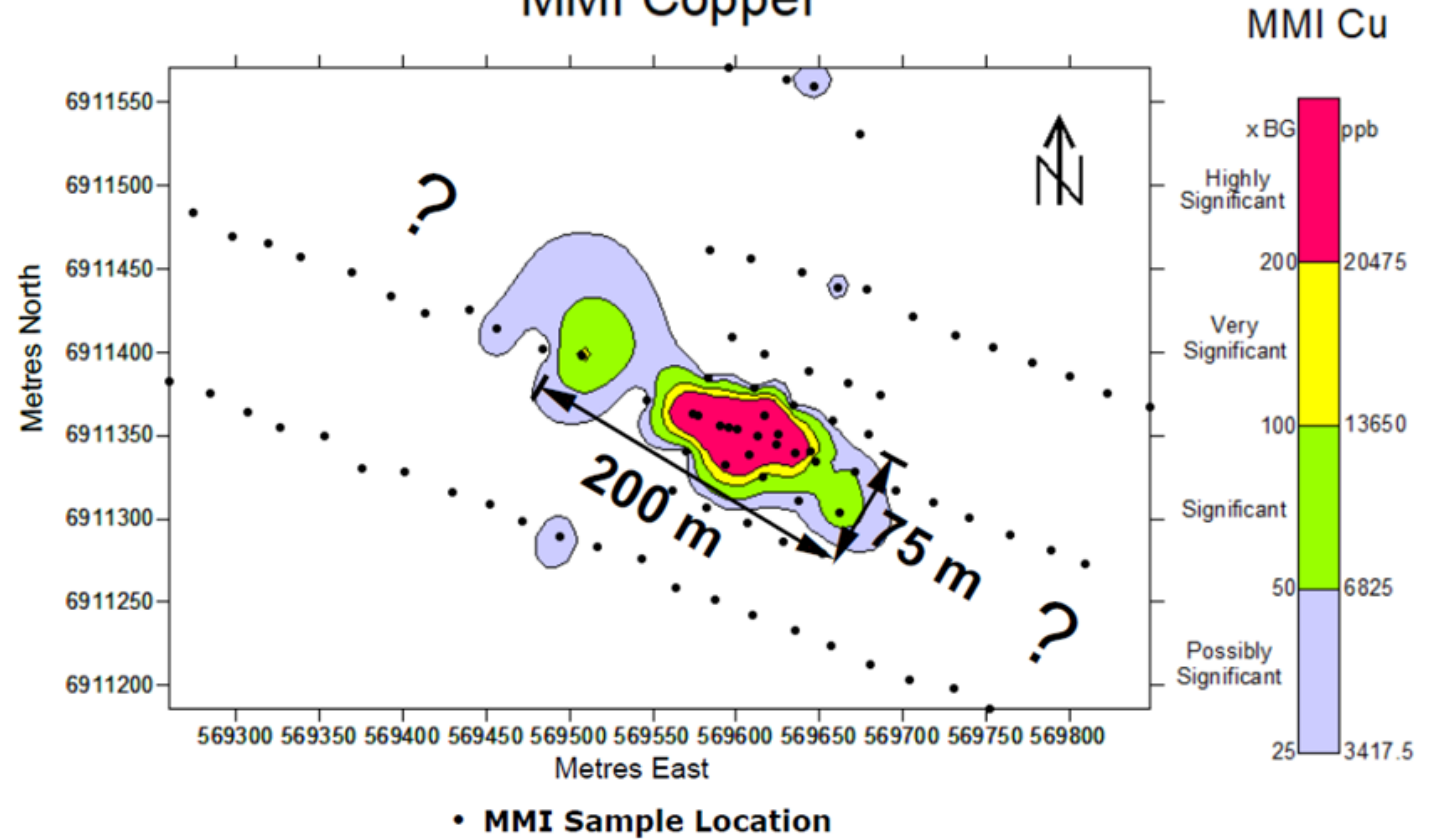 MMI Copper
MMI Cu
x BG ppb
Highly
Significant
200 20475
Very
Significant
100 13650
Significant
50 6825
Possibly
Significant
25 3417.5
Metres North
6911550
6911500
6911450
6911400
6911350
6911300
6911250
6911200
N
?
200 m
75 m
?
569300 569350 569400 569450 569500 569550 569600 569650 569700 569750 569800
Metres East
• MMI Sample Location